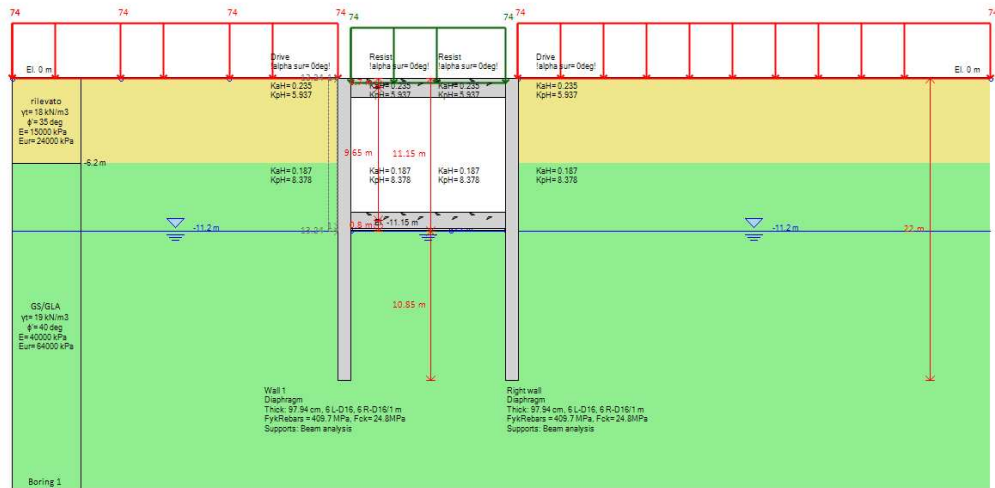 74 74 74 74 74 74 74 74
El. 0 m
Drive
!alpha sur= 0deg!
Resist
!alpha sur= 0deg!
Resist
!alpha sur= 0deg!
Drive
!alpha sur= 0deg!
El. 0 m
KaH= 0.235
KpH= 5.937
KaH= 0.235
KpH= 5.937
KaH= 0.235
KpH= 5.937
KaH= 0.235
KpH= 5.937
rilevato
γt= 18 kN/m3
ϕ'= 35 deg
E= 15000 kPa
Eur= 24000 kPa
-6.2 m
9.65 m
11.15 m
KaH= 0.187
KpH= 8.378
KaH= 0.187
KpH= 8.378
KaH= 0.187
KpH= 8.378
KaH= 0.187
KpH= 8.378
0.8 m
-11.15 m
-11.2 m
-11.2 m
22 m
10.85 m
GS/GLA
γt= 19 kN/m3
ϕ'= 40 deg
E= 40000 kPa
Eur= 64000 kPa
Wall 1
Diaphragm
Thick: 97.94 cm, 6 L-D16, 6 R-D16/1 m
FykRebars = 409.7 MPa, Fck= 24.8MPa
Supports: Beam analysis
Right wall
Diaphragm
Thick: 97.94 cm, 6 L-D16, 6 R-D16/1 m
FykRebars = 409.7 MPa, Fck= 24.8MPa
Supports: Beam analysis
Boring 1